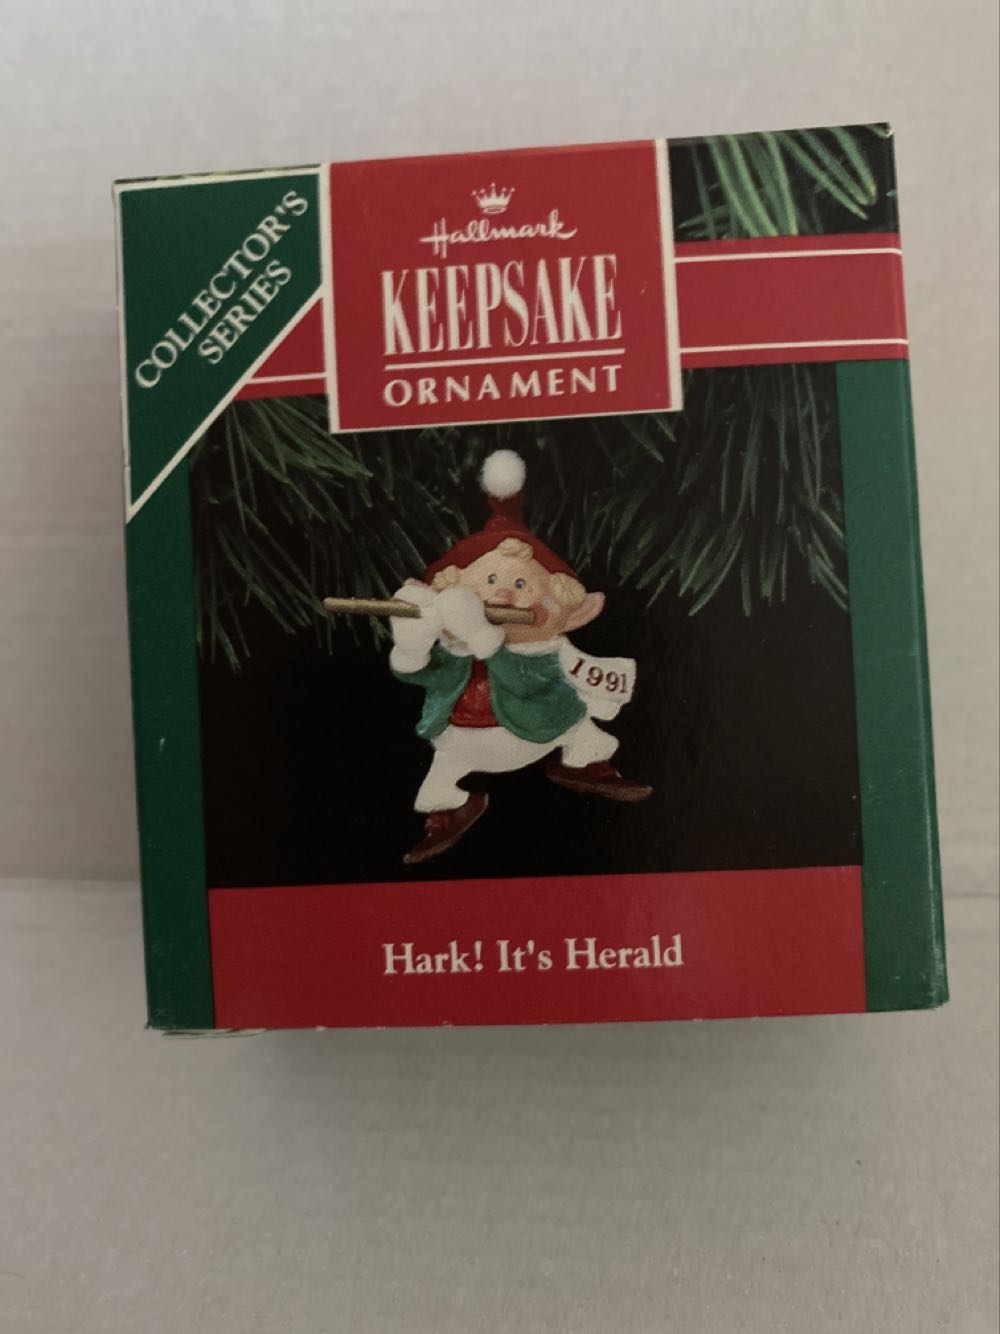 COLLECTOR'S
SERIES
Hallmark
KEEPSAKE
ORNAMENT
1991
Hark! It's Herald